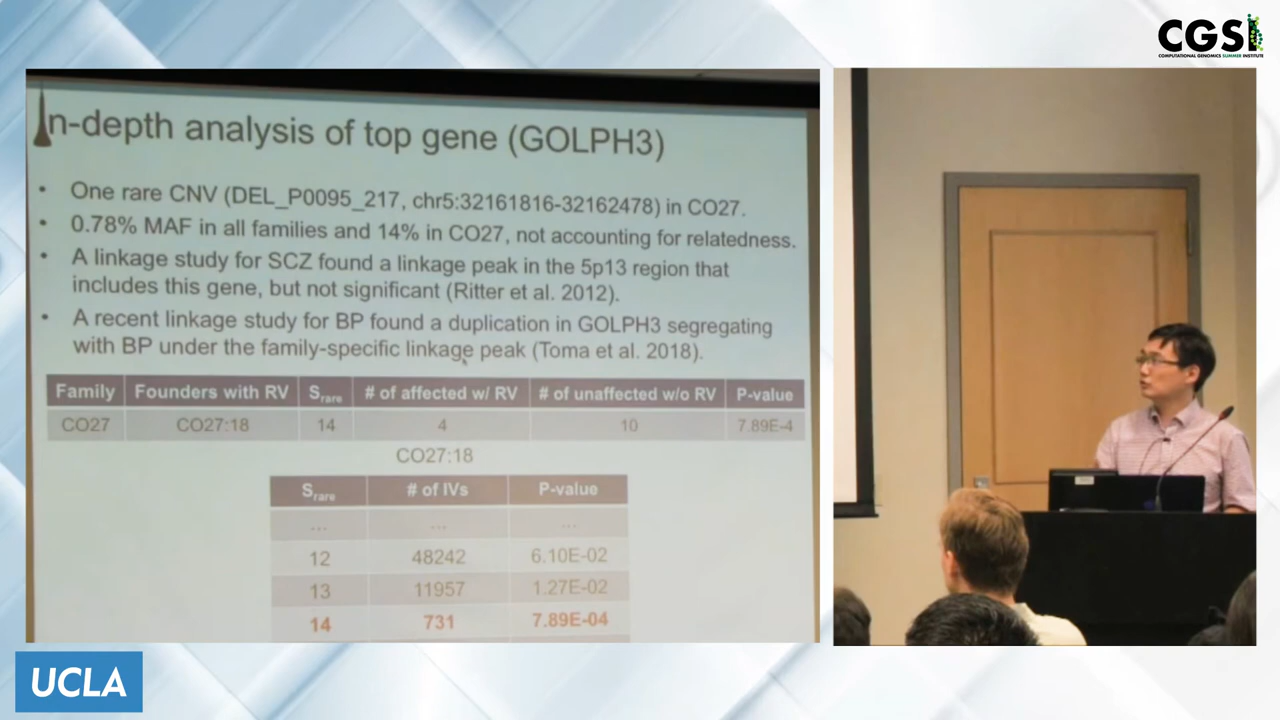 CGSI
COMPUTATIONAL GENOMICS SUMMER INSTITUTE
In-depth analysis of top gene (GOLPH3)
• One rare CNV (DEL_P0095_217, chr5:32161816-32162478) in CO27.
• 0.78% MAF in all families and 14% in CO27, not accounting for relatedness.
• A linkage study for SCZ found a linkage peak in the 5p13 region that
includes this gene, but not significant (Ritter et al. 2012).
• A recent linkage study for BP found a duplication in GOLPH3 segregating
with BP under the family-specific linkage peak (Toma et al. 2018).
Family Founders with RV Srare # of affected w/ RV # of unaffected w/o RV P-value
CO27 CO27:18 14 4 10 7.89E-4
CO27:18
Srare # of IVs P-value
... ... ...
12 48242 6.10E-02
13 11957 1.27E-02
14 731 7.89E-04
UCLA